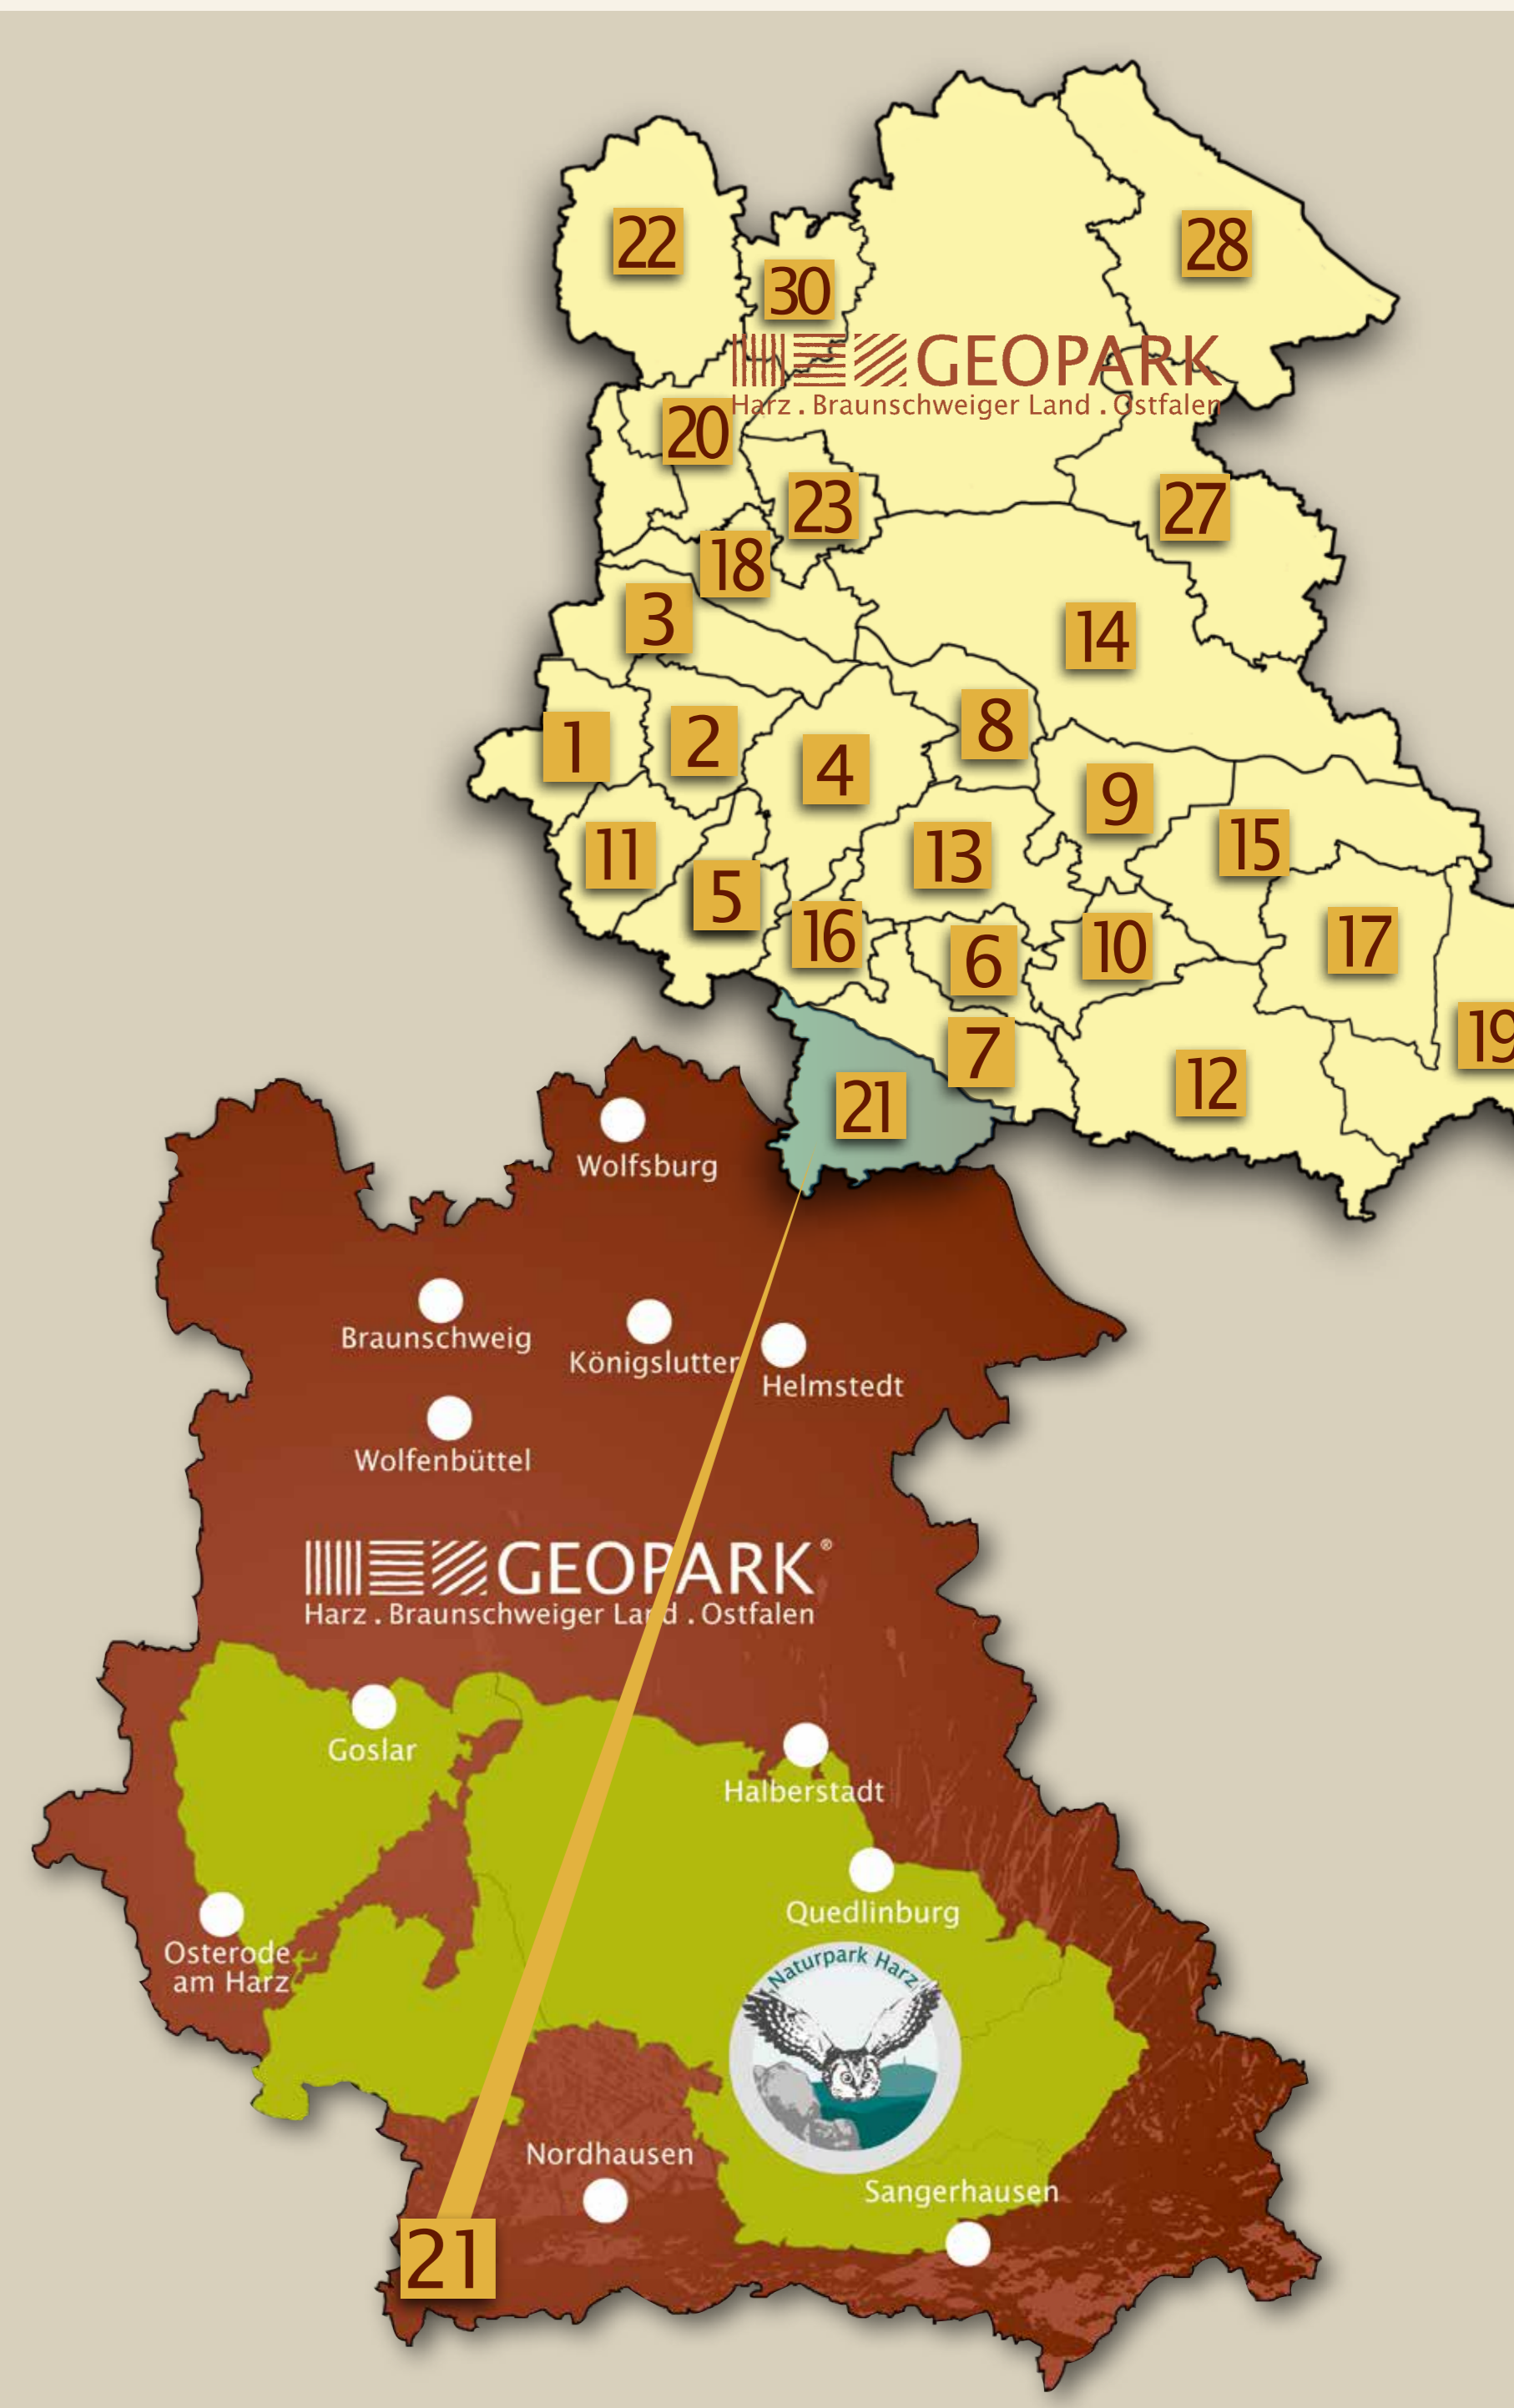 22
30
28
GEOPARK
Harz . Braunschweiger Land . Ostfalen
20
23
27
18
3
14
1
2
4
8
9
11
5
13
15
16
6
10
17
7
19
21
12
Wolfsburg
Braunschweig
Königslutter
Helmstedt
Wolfenbüttel
GEOPARK®
Harz . Braunschweiger Land . Ostfalen
Goslar
Halberstadt
Quedlinburg
Osterode
am Harz
Naturpark Harz
Nordhausen
Sangerhausen
21